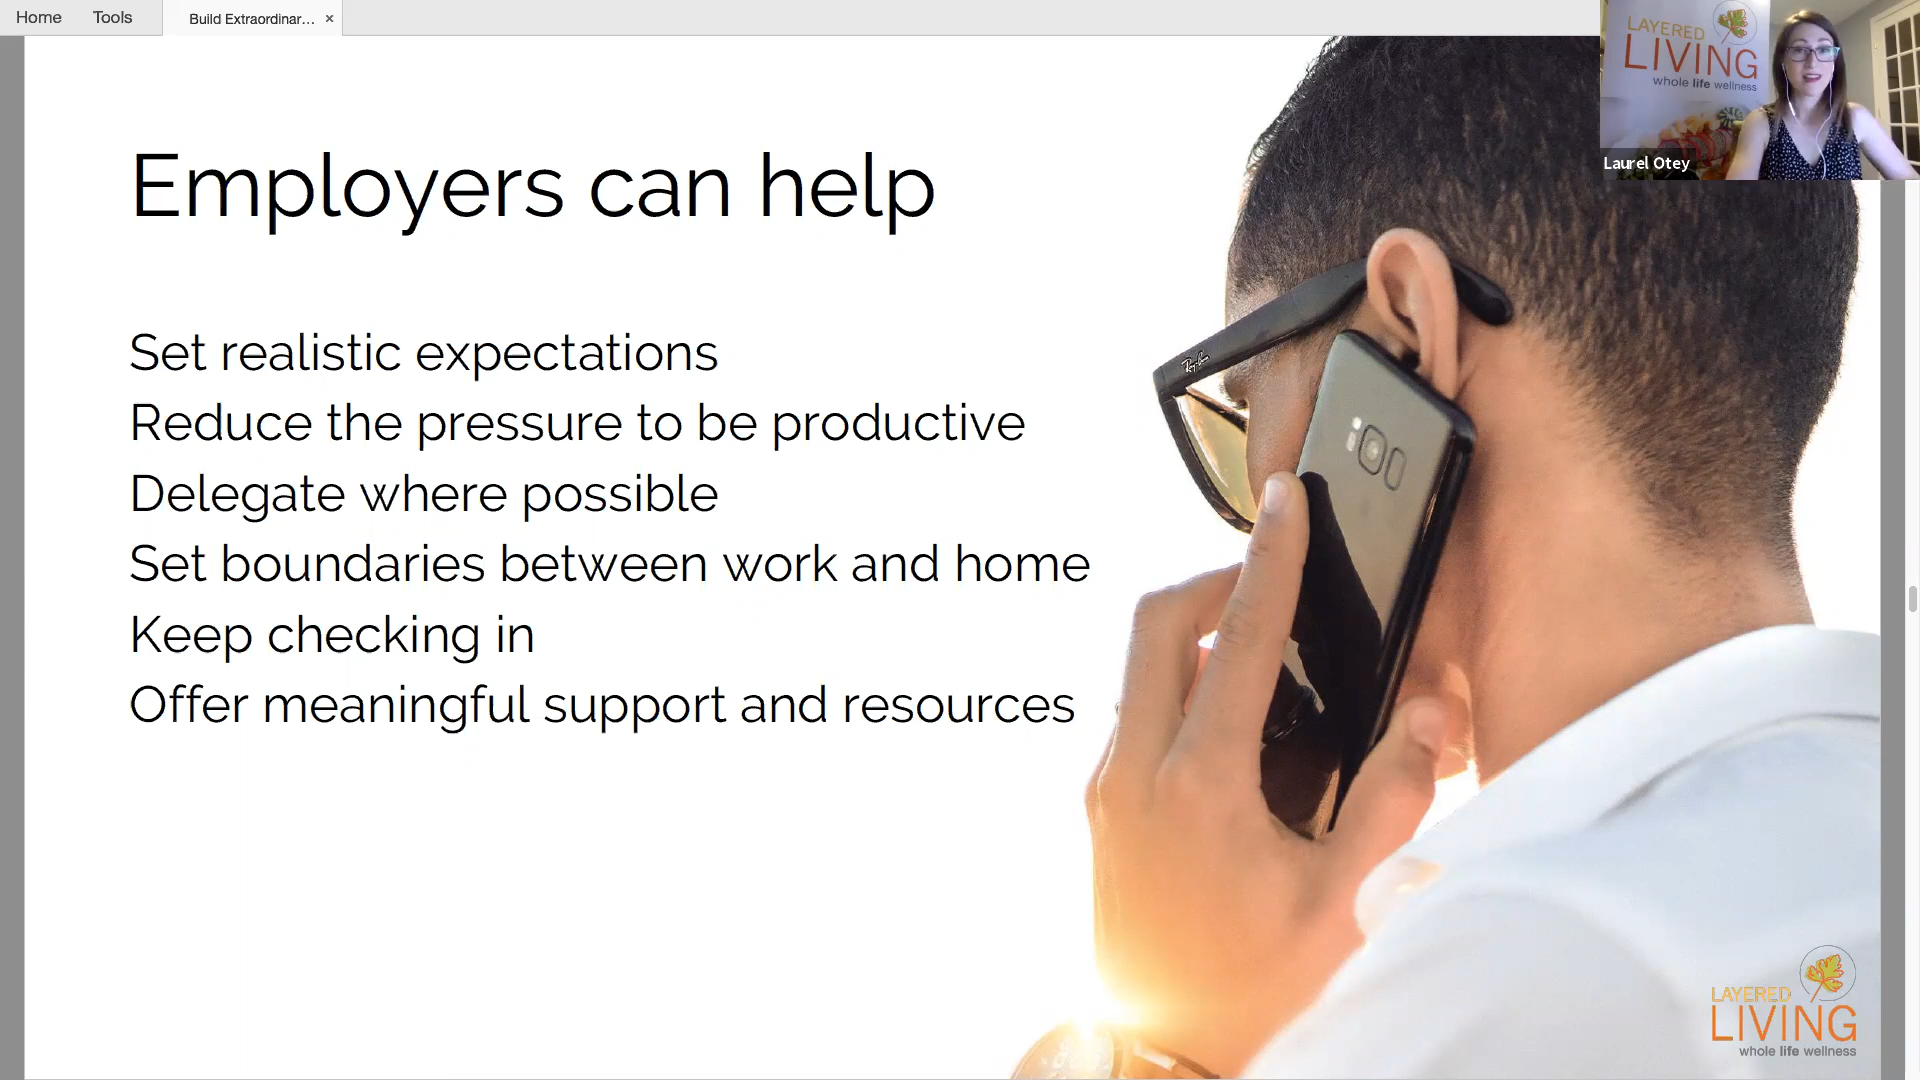 Home Tools Build Extraordinar... ×
LAYERED
LIVING
whole life wellness
Laurel Otey
Employers can help
Set realistic expectations
Reduce the pressure to be productive
Delegate where possible
Set boundaries between work and home
Keep checking in
Offer meaningful support and resources
Ray-Ban
LAYERED
LIVING
whole life wellness